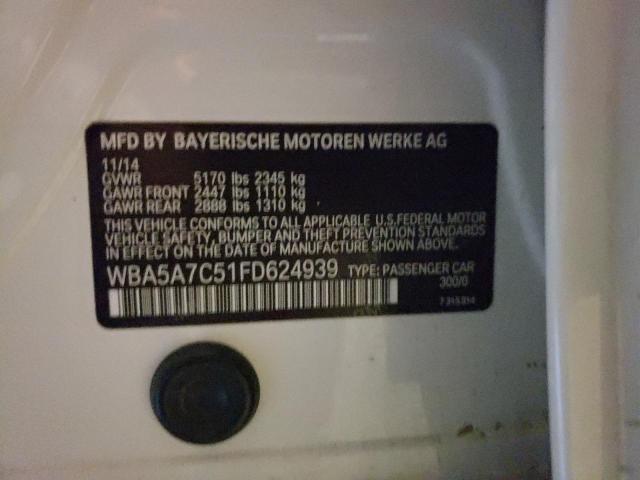 MFD BY BAYERISCHE MOTOREN WERKE AG
11/14
GVWR 5170 lbs 2345 kg
GAWR FRONT 2447 lbs 1110 kg
GAWR REAR 2888 lbs 1310 kg
THIS VEHICLE CONFORMS TO ALL APPLICABLE U.S.FEDERAL MOTOR
VEHICLE SAFETY, BUMPER AND THEFT PREVENTION STANDARDS
IN EFFECT ON THE DATE OF MANUFACTURE SHOWN ABOVE.
WBA5A7C51FD624939 TYPE: PASSENGER CAR
300/0